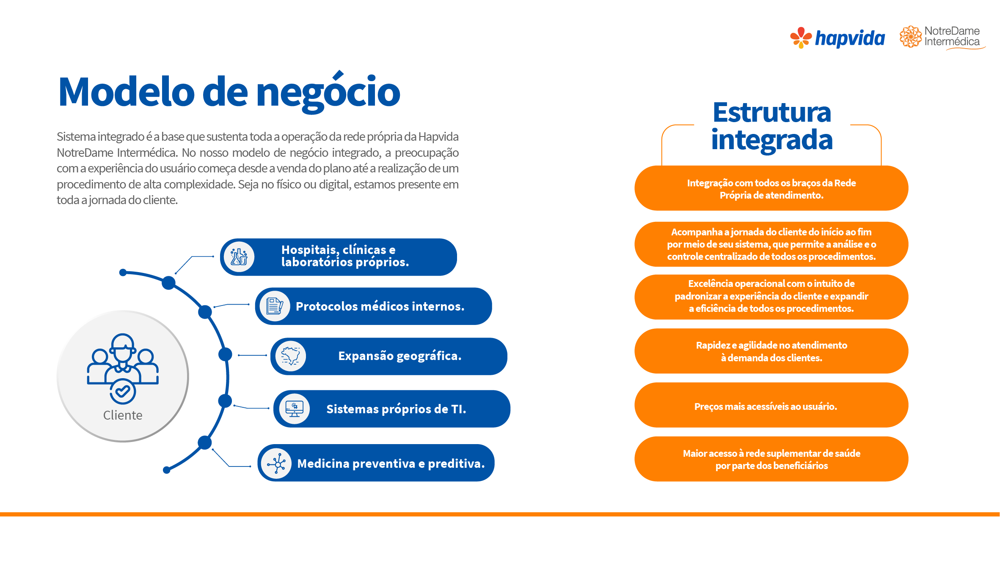 hapvida
NotreDame
Intermédica
Modelo de negócio
Sistema integrado é a base que sustenta toda a operação da rede própria da Hapvida
NotreDame Intermédica. No nosso modelo de negócio integrado, a preocupação
com a experiência do usuário começa desde a venda do plano até a realização de um
procedimento de alta complexidade. Seja no físico ou digital, estamos presente em
toda a jornada do cliente.
Cliente
Hospitais, clínicas e
laboratórios próprios.
Protocolos médicos internos.
Expansão geográfica.
Sistemas próprios de TI.
Medicina preventiva e preditiva.
Estrutura
integrada
Integração com todos os braços da Rede
Própria de atendimento.
Acompanha a jornada do cliente do início ao fim
por meio de seu sistema, que permite a análise e o
controle centralizado de todos os procedimentos.
Excelência operacional com o intuito de
padronizar a experiência do cliente e expandir
a eficiência de todos os procedimentos.
Rapidez e agilidade no atendimento
à demanda dos clientes.
Preços mais acessíveis ao usuário.
Maior acesso à rede suplementar de saúde
por parte dos beneficiários